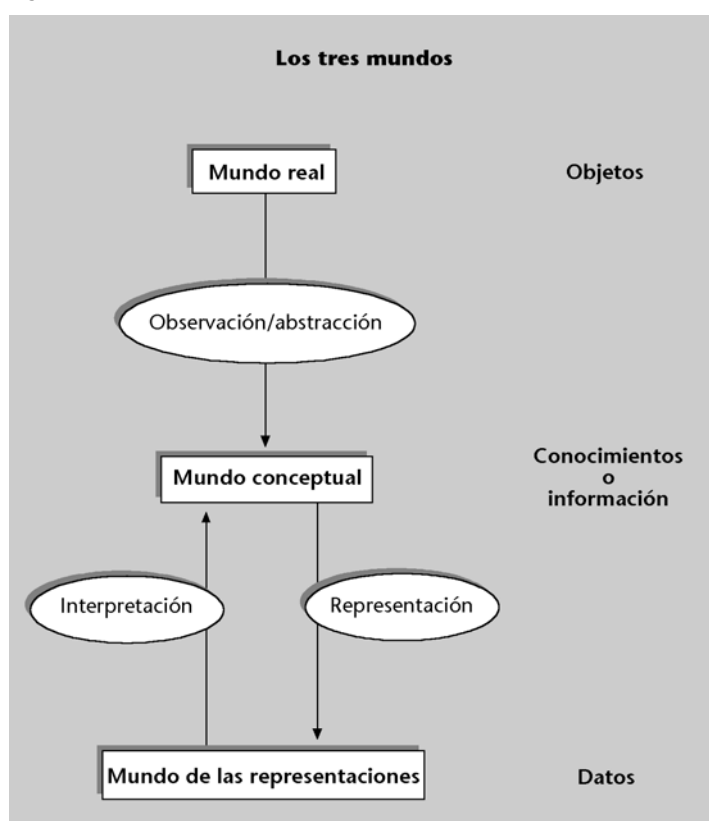 Los tres mundos
Mundo real
Objetos
Observación/abstracción
Mundo conceptual
Conocimientos
o
información
Interpretación
Representación
Mundo de las representaciones
Datos